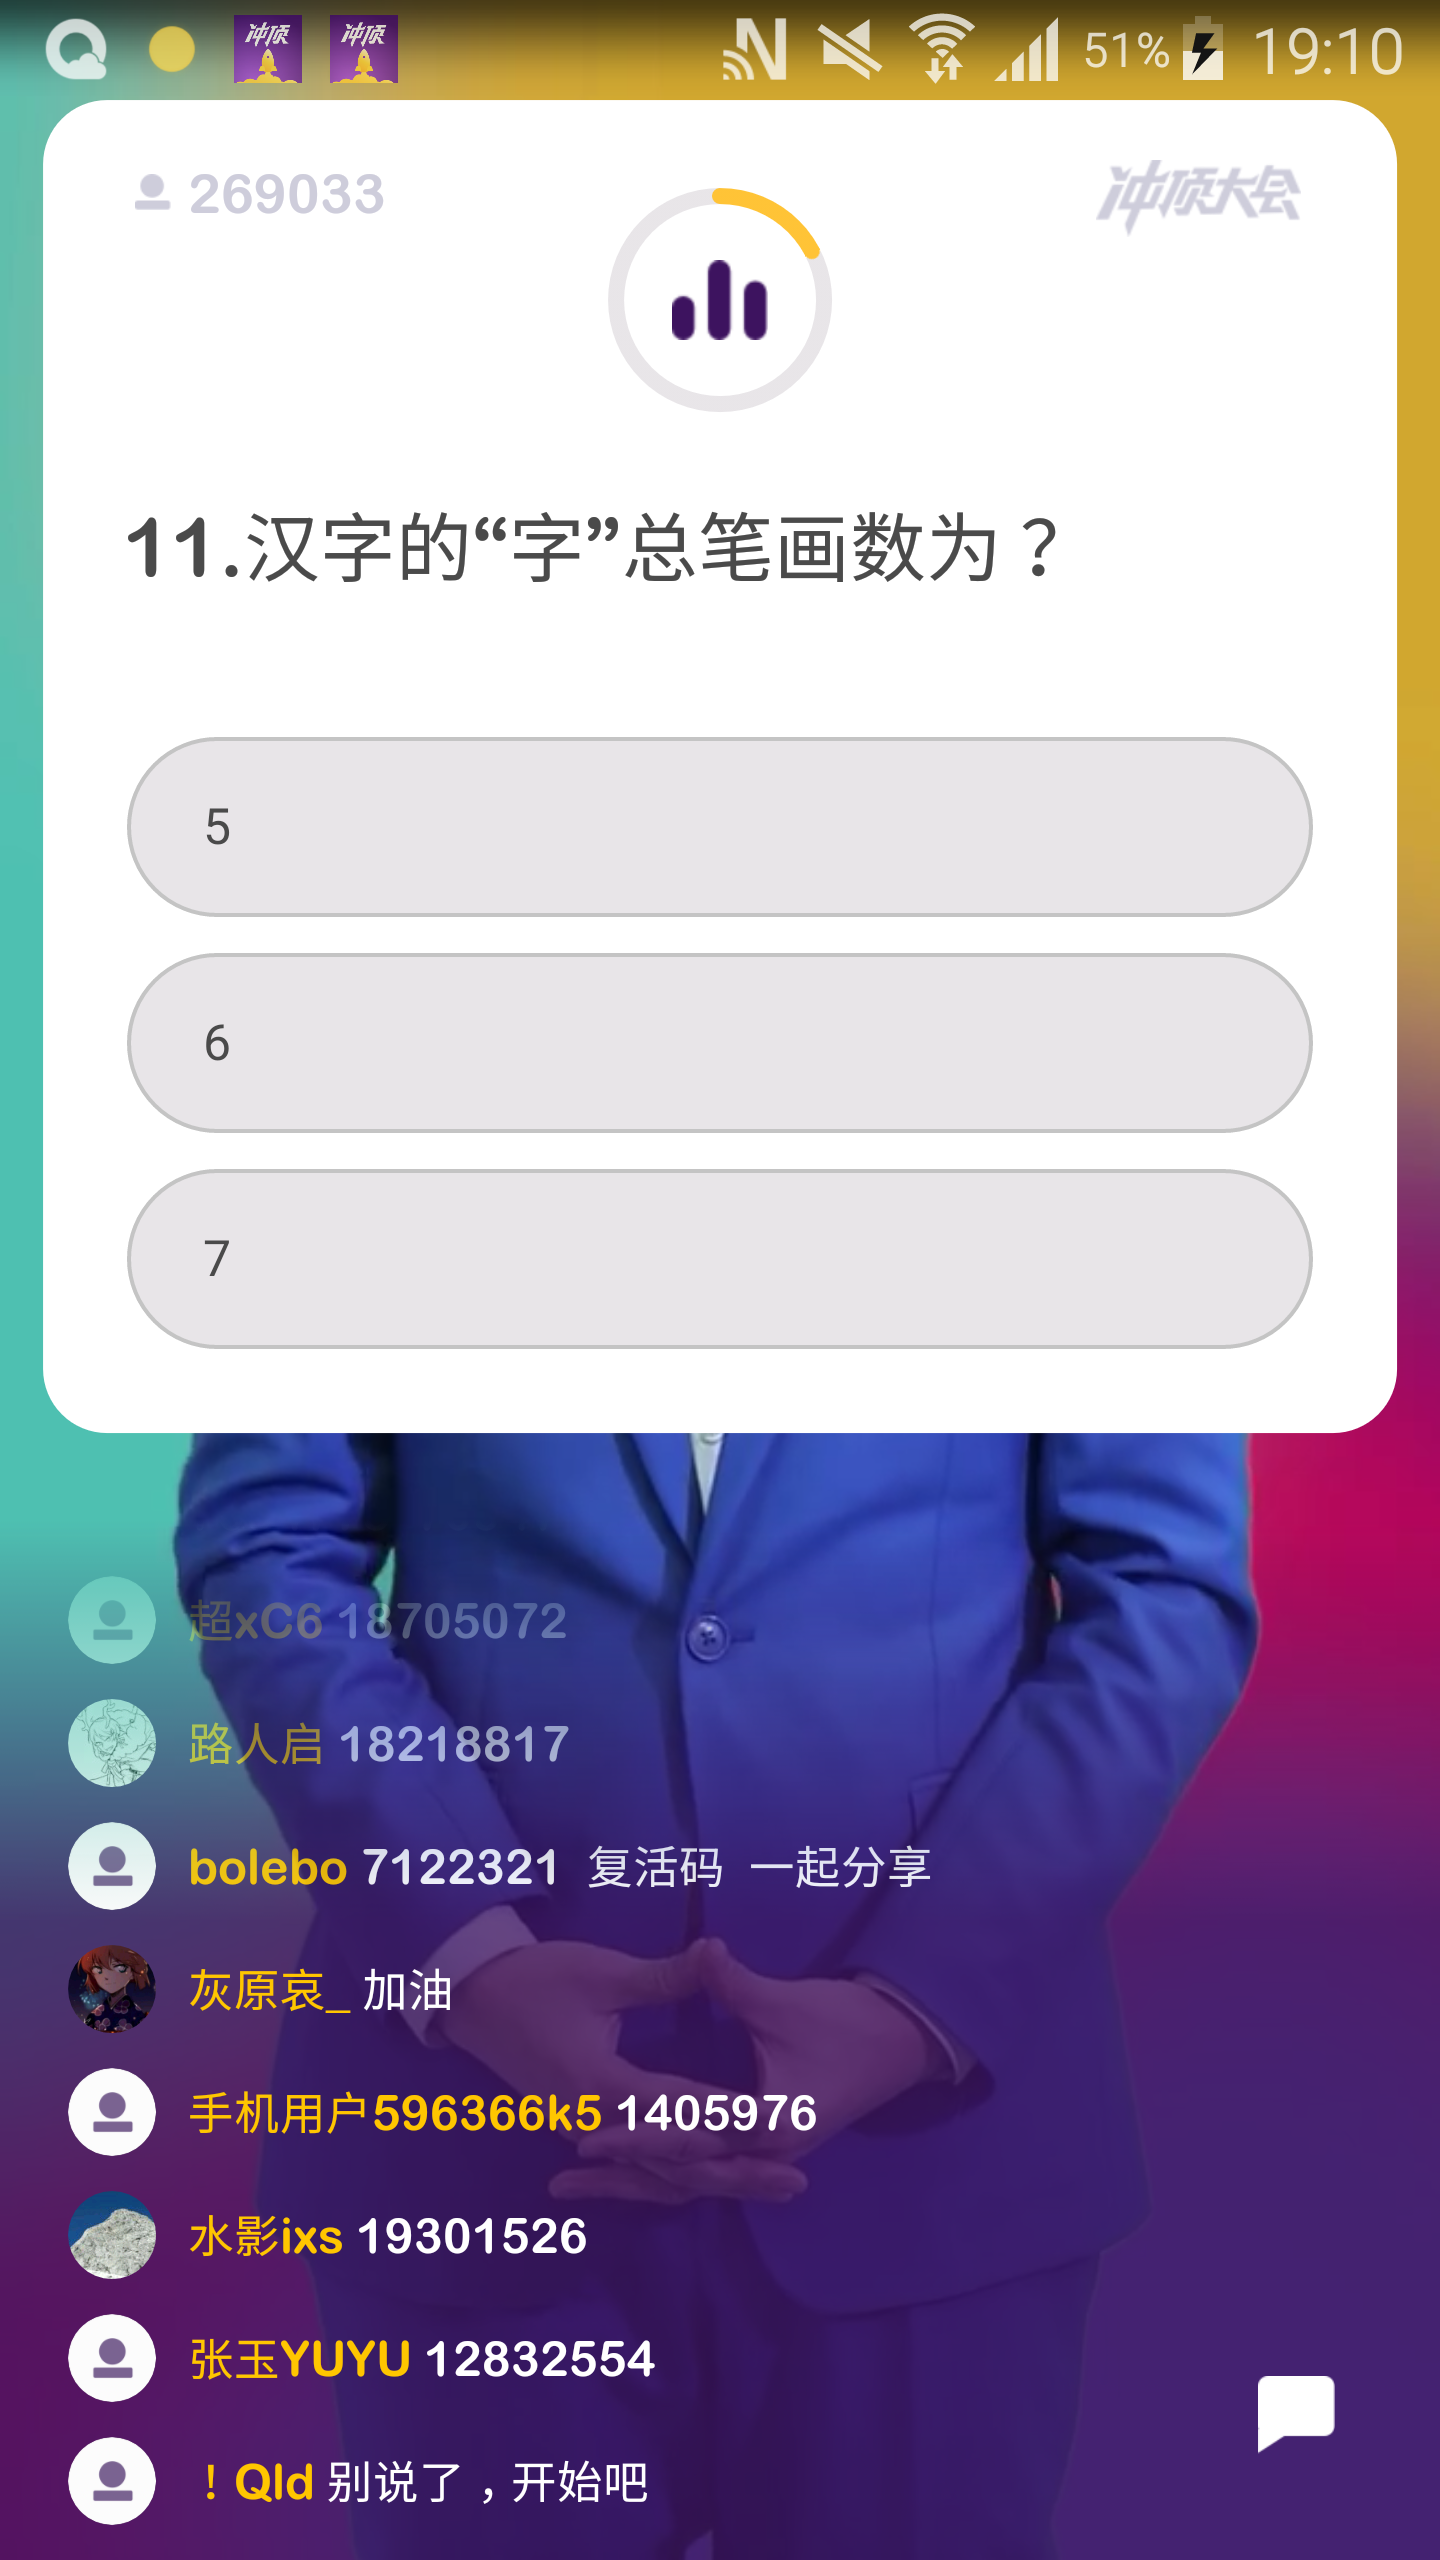 冲顶 冲顶 51% 19:10
269033
冲顶大会
11.汉字的“字”总笔画数为？
5
6
7
超xC6 18705072
路人启 18218817
bolebo 7122321 复活码 一起分享
灰原哀_ 加油
手机用户596366k5 1405976
水影ixs 19301526
张玉YUYU 12832554
！Qld 别说了，开始吧